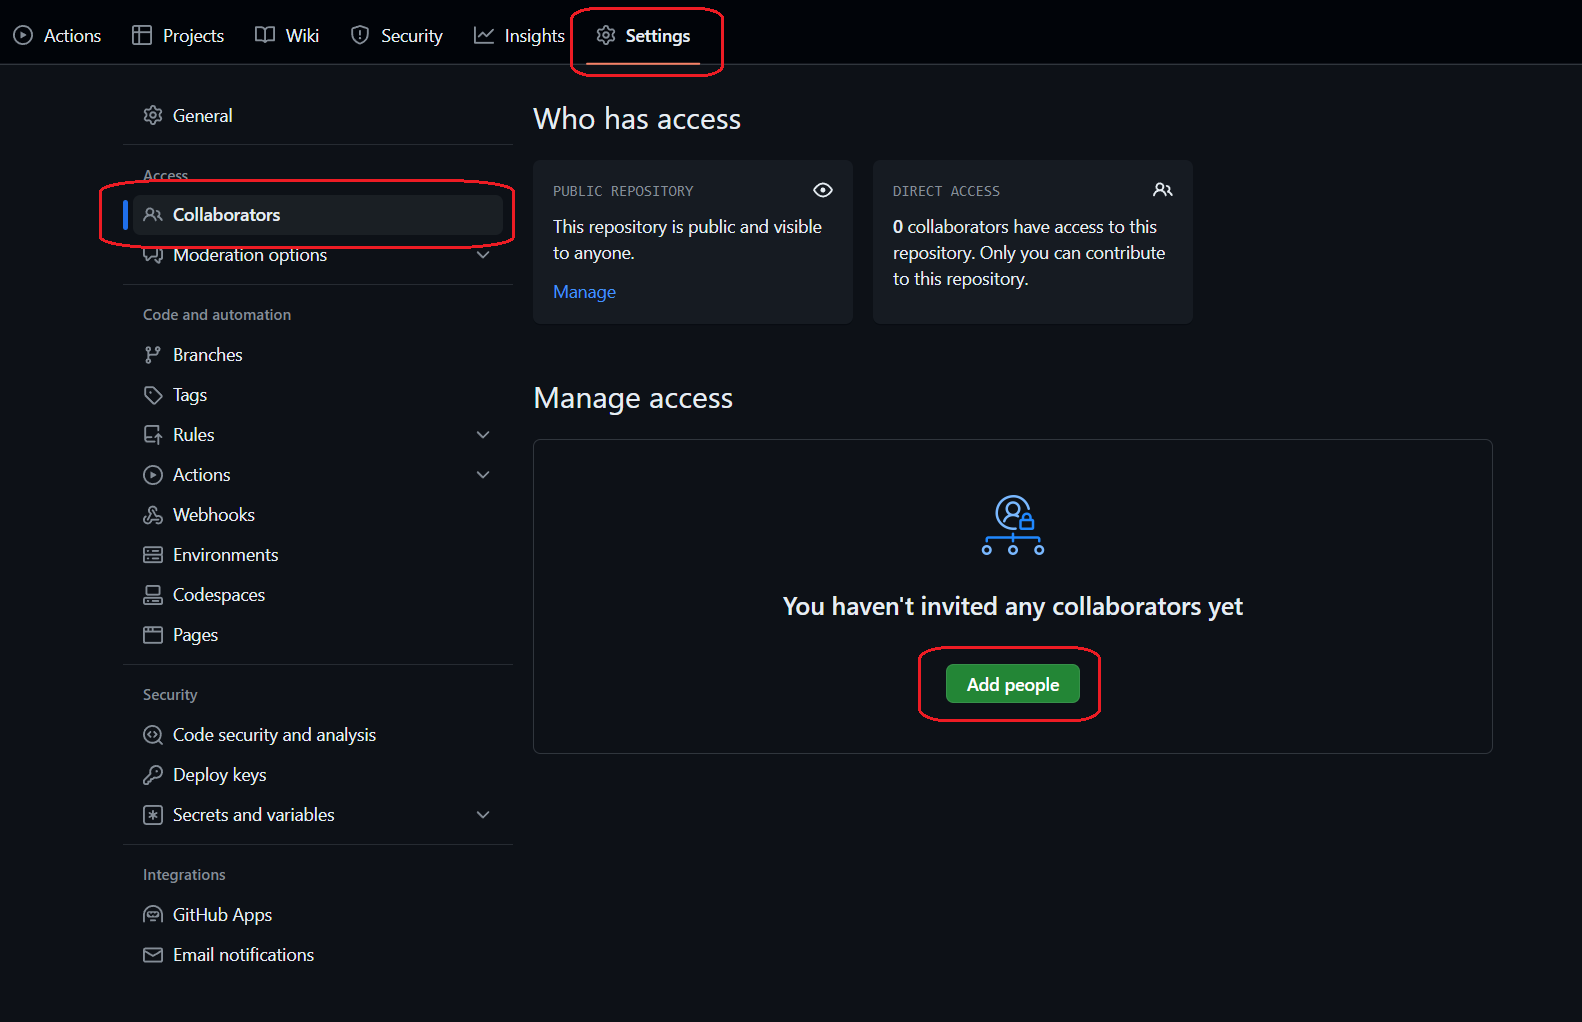 Actions Projects Wiki Security Insights Settings
General
Access
Collaborators
Moderation options
Code and automation
Branches
Tags
Rules
Actions
Webhooks
Environments
Codespaces
Pages
Security
Code security and analysis
Deploy keys
Secrets and variables
Integrations
GitHub Apps
Email notifications
Who has access
PUBLIC REPOSITORY
This repository is public and visible
to anyone.
Manage
DIRECT ACCESS
0 collaborators have access to this
repository. Only you can contribute
to this repository.
Manage access
You haven't invited any collaborators yet
Add people